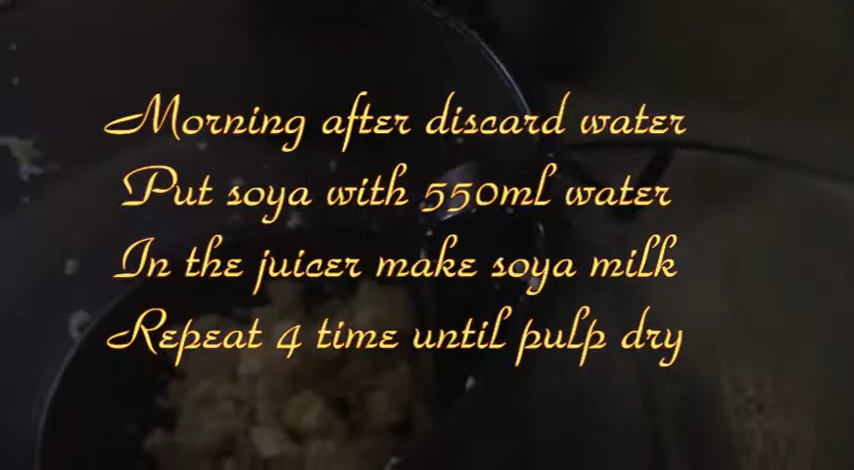 Morning after discard water
Put soya with 550ml water
In the juicer make soya milk
Repeat 4 time until pulp dry